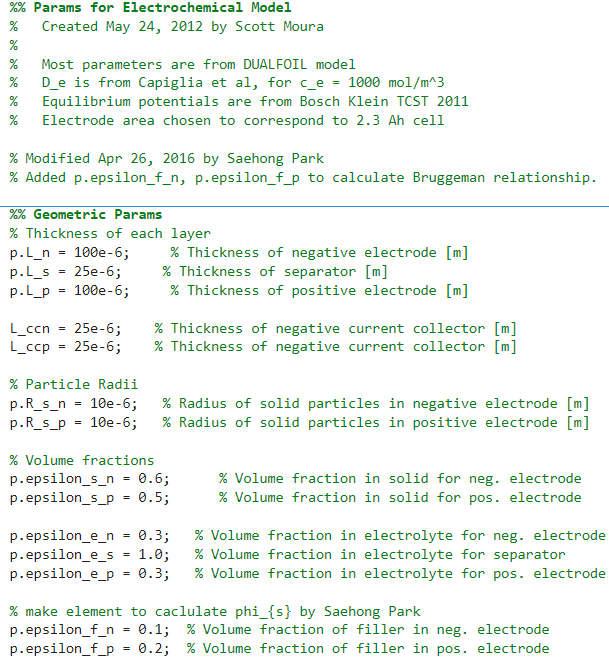 %% Params for Electrochemical Model
%   Created May 24, 2012 by Scott Moura
%
%   Most parameters are from DUALFOIL model
%   D_e is from Capiglia et al, for c_e = 1000 mol/m^3
%   Equilibrium potentials are from Bosch Klein TCST 2011
%   Electrode area chosen to correspond to 2.3 Ah cell
% Modified Apr 26, 2016 by Saehong Park
% Added p.epsilon_f_n, p.epsilon_f_p to calculate Bruggeman relationship.
%% Geometric Params
% Thickness of each layer
p.L_n = 100e-6;     % Thickness of negative electrode [m]
p.L_s = 25e-6;     % Thickness of separator [m]
p.L_p = 100e-6;     % Thickness of positive electrode [m]
L_ccn = 25e-6;    % Thickness of negative current collector [m]
L_ccp = 25e-6;    % Thickness of negative current collector [m]
% Particle Radii
p.R_s_n = 10e-6;   % Radius of solid particles in negative electrode [m]
p.R_s_p = 10e-6;   % Radius of solid particles in positive electrode [m]
% Volume fractions
p.epsilon_s_n = 0.6;      % Volume fraction in solid for neg. electrode
p.epsilon_s_p = 0.5;      % Volume fraction in solid for pos. electrode
p.epsilon_e_n = 0.3;   % Volume fraction in electrolyte for neg. electrode
p.epsilon_e_s = 1.0;   % Volume fraction in electrolyte for separator
p.epsilon_e_p = 0.3;   % Volume fraction in electrolyte for pos. electrode
% make element to caclulate phi_{s} by Saehong Park
p.epsilon_f_n = 0.1;  % Volume fraction of filler in neg. electrode
p.epsilon_f_p = 0.2;  % Volume fraction of filler in pos. electrode